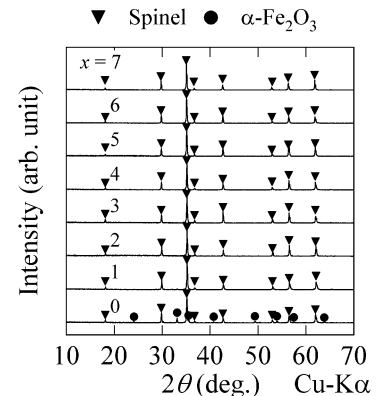 ▼ Spinel ● α-Fe₂O₃
x = 7
6
5
4
3
2
1
0
Intensity (arb. unit)
10 20 30 40 50 60 70
2θ (deg.) Cu-Kα